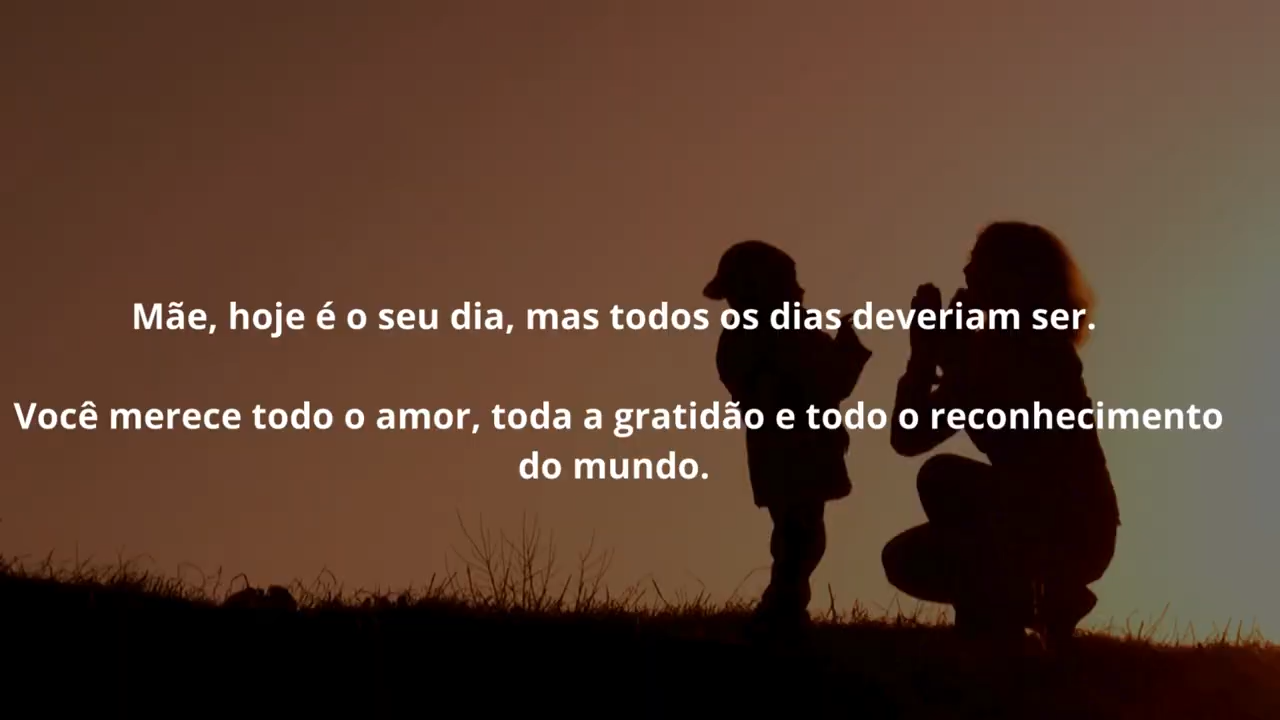 Mãe, hoje é o seu dia, mas todos os dias deveriam ser.
Você merece todo o amor, toda a gratidão e todo o reconhecimento
do mundo.